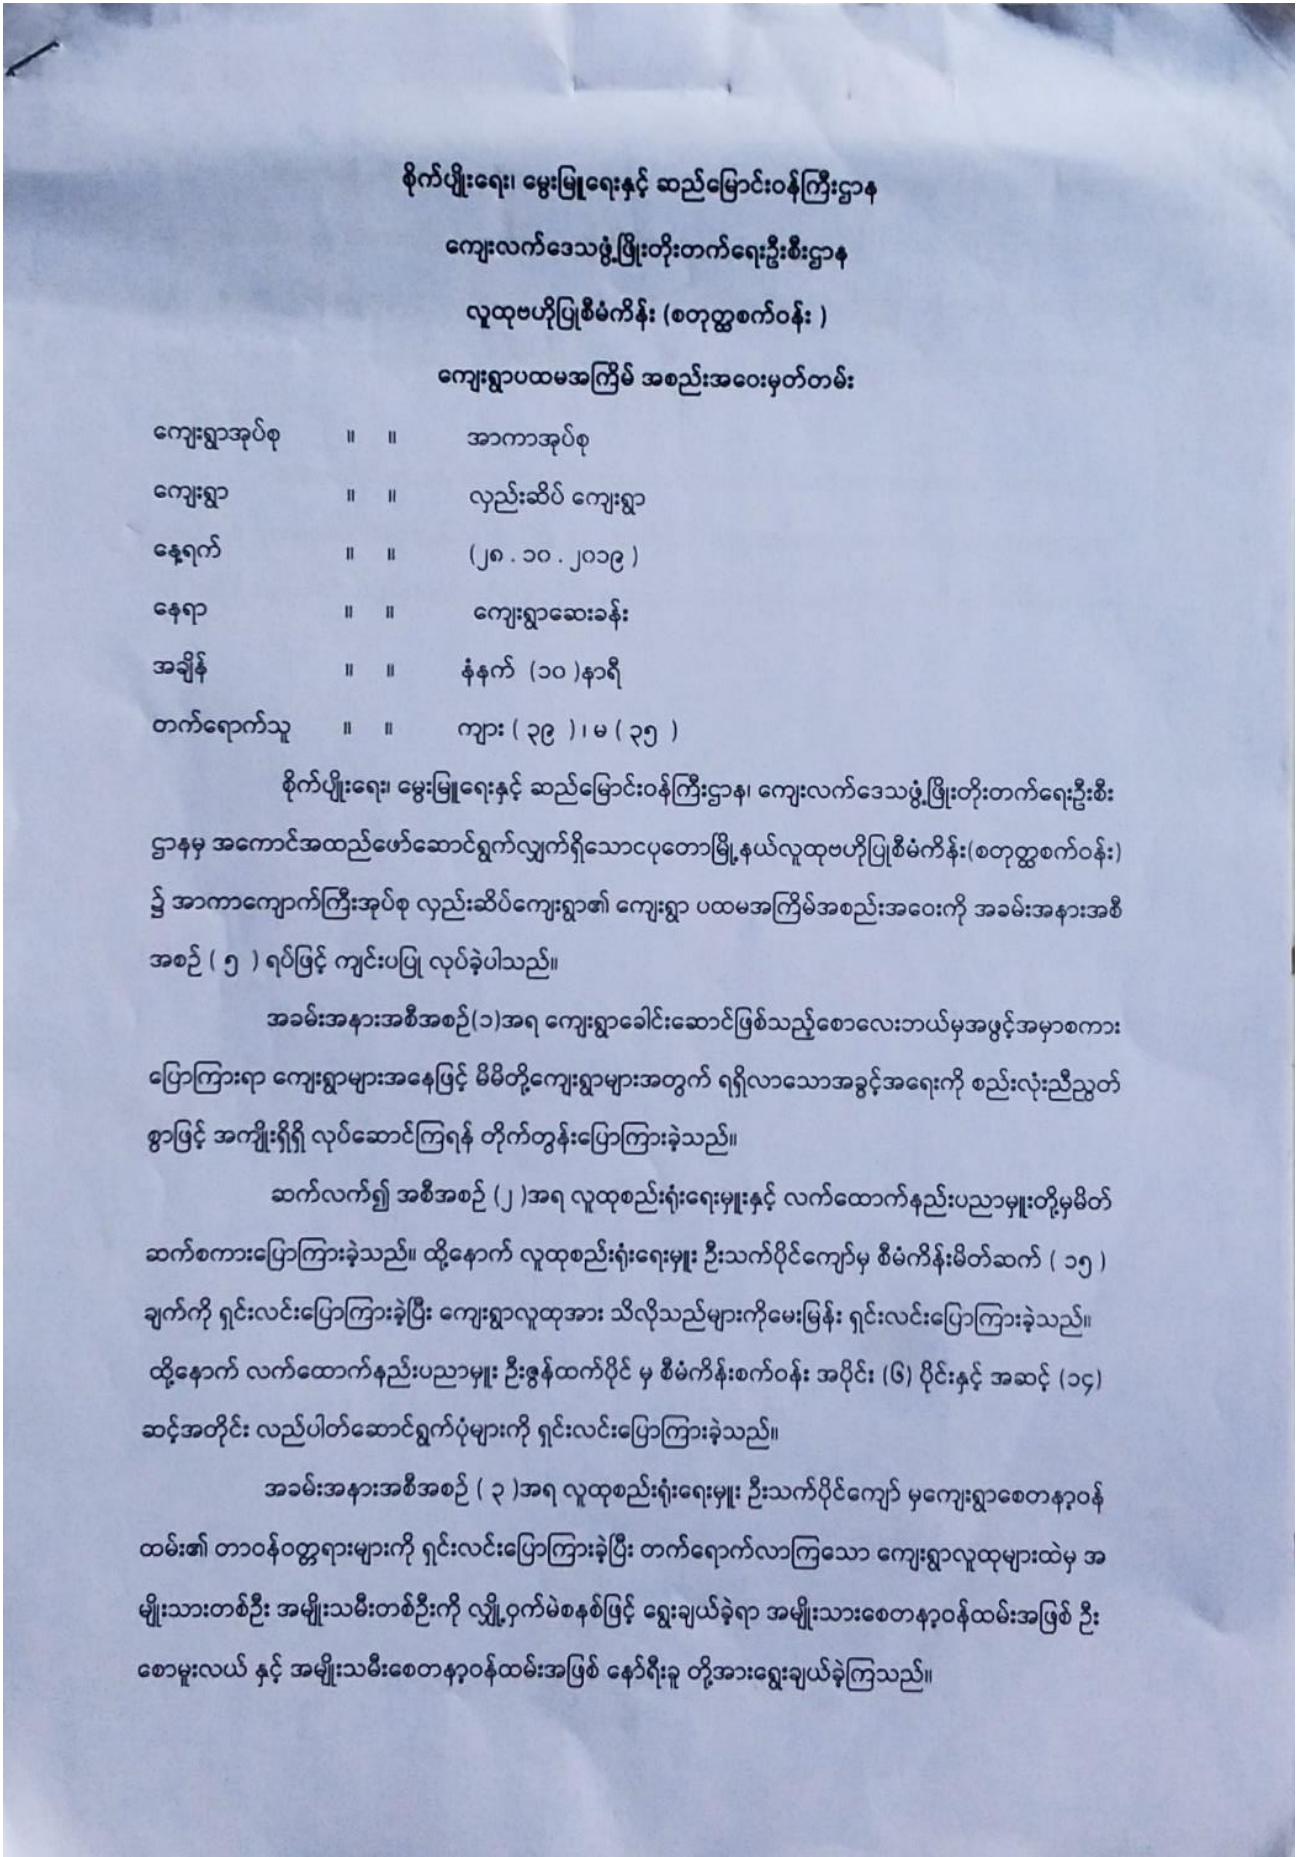 စိုက်ပျိုးရေး၊ မွေးမြူရေးနှင့် ဆည်မြောင်းဝန်ကြီးဌာန
ကျေးလက်ဒေသဖွံ့ဖြိုးတိုးတက်ရေးဦးစီးဌာန
လူထုဗဟိုပြုစီမံကိန်း (စတုတ္ထစက်ဝန်း )
ကျေးရွာပထမအကြိမ် အစည်းအဝေးမှတ်တမ်း
ကျေးရွာအုပ်စု ။ ။ အာကာအုပ်စု
ကျေးရွာ ။ ။ လှည်းဆိပ် ကျေးရွာ
နေ့ရက် ။ ။ (၂၈ . ၁၀ . ၂၀၁၉ )
နေရာ ။ ။ ကျေးရွာဆေးခန်း
အချိန် ။ ။ နံနက် (၁၀ )နာရီ
တက်ရောက်သူ ။ ။ ကျား ( ၃၉ ) ၊ မ ( ၃၅ )
စိုက်ပျိုးရေး၊ မွေးမြူရေးနှင့် ဆည်မြောင်းဝန်ကြီးဌာန၊ ကျေးလက်ဒေသဖွံ့ဖြိုးတိုးတက်ရေးဦးစီး
ဌာနမှ အကောင်အထည်ဖော်ဆောင်ရွက်လျှက်ရှိသောငပုတောမြို့နယ်လူထုဗဟိုပြုစီမံကိန်း(စတုတ္ထစက်ဝန်း)
၌ အာကာကျောက်ကြီးအုပ်စု လှည်းဆိပ်ကျေးရွာ၏ ကျေးရွာ ပထမအကြိမ်အစည်းအဝေးကို အခမ်းအနားအစီ
အစဉ် ( ၅ ) ရပ်ဖြင့် ကျင်းပပြု လုပ်ခဲ့ပါသည်။
အခမ်းအနားအစီအစဉ်(၁)အရ ကျေးရွာခေါင်းဆောင်ဖြစ်သည့်စောလေးဘယ်မှအဖွင့်အမှာစကား
ပြောကြားရာ ကျေးရွာများအနေဖြင့် မိမိတို့ကျေးရွာများအတွက် ရရှိလာသောအခွင့်အရေးကို စည်းလုံးညီညွတ်
စွာဖြင့် အကျိုးရှိရှိ လုပ်ဆောင်ကြရန် တိုက်တွန်းပြောကြားခဲ့သည်။
ဆက်လက်၍ အစီအစဉ် (၂ )အရ လူထုစည်းရုံးရေးမှူးနှင့် လက်ထောက်နည်းပညာမှူးတို့မှမိတ်
ဆက်စကားပြောကြားခဲ့သည်။ ထို့နောက် လူထုစည်းရုံးရေးမှူး ဦးသက်ပိုင်ကျော်မှ စီမံကိန်းမိတ်ဆက် ( ၁၅ )
ချက်ကို ရှင်းလင်းပြောကြားခဲ့ပြီး ကျေးရွာလူထုအား သိလိုသည်များကိုမေးမြန်း ရှင်းလင်းပြောကြားခဲ့သည်။
ထို့နောက် လက်ထောက်နည်းပညာမှူး ဦးဇွန်ထက်ပိုင် မှ စီမံကိန်းစက်ဝန်း အပိုင်း (၆) ပိုင်းနှင့် အဆင့် (၁၄)
ဆင့်အတိုင်း လည်ပါတ်ဆောင်ရွက်ပုံများကို ရှင်းလင်းပြောကြားခဲ့သည်။
အခမ်းအနားအစီအစဉ် ( ၃ )အရ လူထုစည်းရုံးရေးမှူး ဦးသက်ပိုင်ကျော် မှကျေးရွာစေတနာ့ဝန်
ထမ်း၏ တာဝန်ဝတ္တရားများကို ရှင်းလင်းပြောကြားခဲ့ပြီး တက်ရောက်လာကြသော ကျေးရွာလူထုများထဲမှ အ
မျိုးသားတစ်ဦး အမျိုးသမီးတစ်ဦးကို လျှို့ဝှက်မဲစနစ်ဖြင့် ရွေးချယ်ခဲ့ရာ အမျိုးသားစေတနာ့ဝန်ထမ်းအဖြစ် ဦး
စောမူးလယ် နှင့် အမျိုးသမီးစေတနာ့ဝန်ထမ်းအဖြစ် နော်ရီးခူ တို့အားရွေးချယ်ခဲ့ကြသည်။